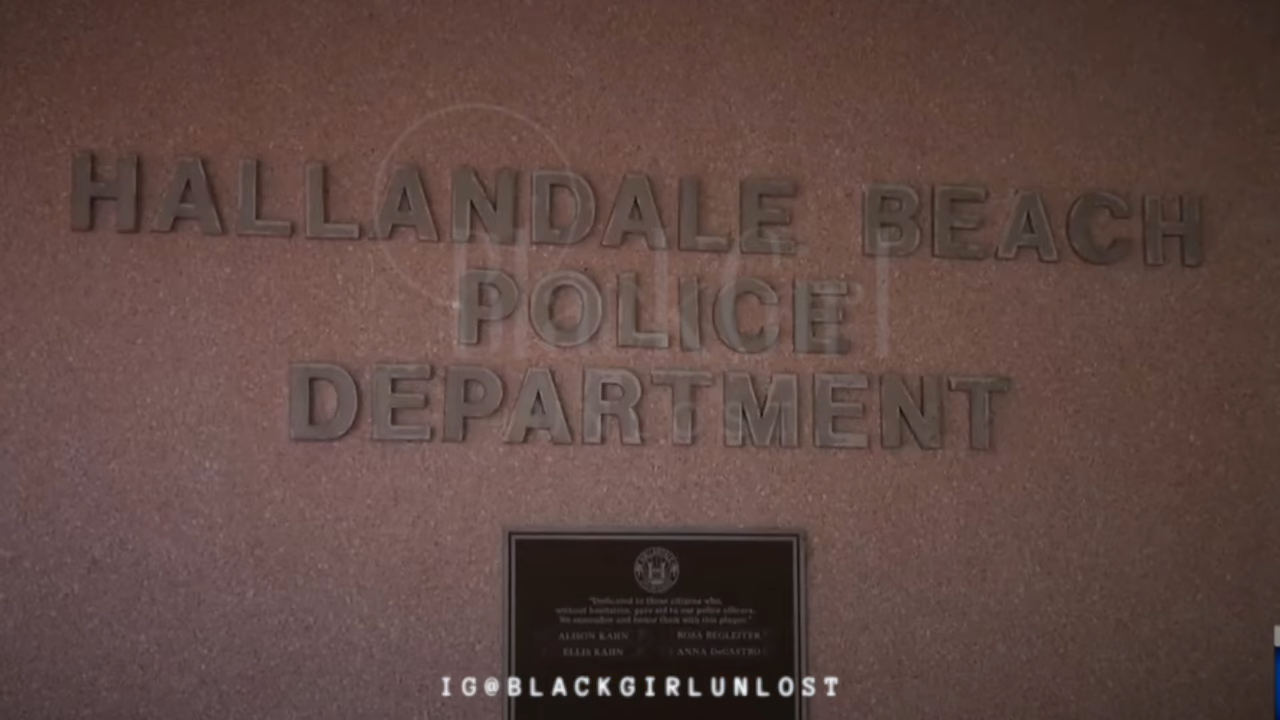 HALLANDALE BEACH
POLICE
DEPARTMENT
"Dedicated to those citizens who,
without hesitation, gave aid to our police officers.
We remember and honor them with this plaque."
ALISON KAHN ROSA BEGLEITER
ELLIS KAHN ANNA DeCASTRO
IG@BLACKGIRLUNLOST